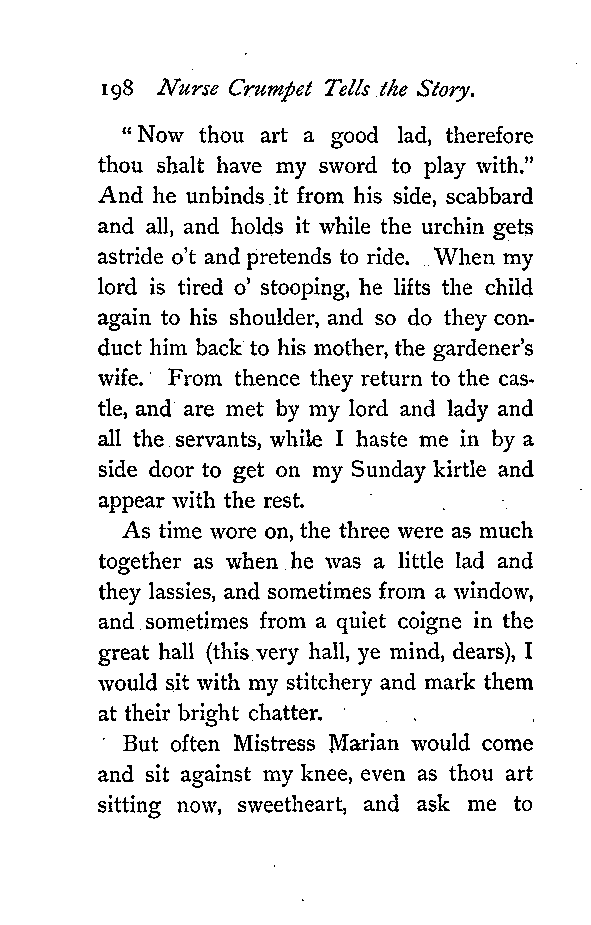 198 Nurse Crumpet Tells the Story.
“ Now thou art a good lad, therefore
thou shalt have my sword to play with.”
And he unbinds it from his side, scabbard
and all, and holds it while the urchin gets
astride o’t and pretends to ride. When my
lord is tired o’ stooping, he lifts the child
again to his shoulder, and so do they con-
duct him back to his mother, the gardener’s
wife. From thence they return to the cas-
tle, and are met by my lord and lady and
all the servants, while I haste me in by a
side door to get on my Sunday kirtle and
appear with the rest.
As time wore on, the three were as much
together as when he was a little lad and
they lassies, and sometimes from a window,
and sometimes from a quiet coigne in the
great hall (this very hall, ye mind, dears), I
would sit with my stitchery and mark them
at their bright chatter.
But often Mistress Marian would come
and sit against my knee, even as thou art
sitting now, sweetheart, and ask me to